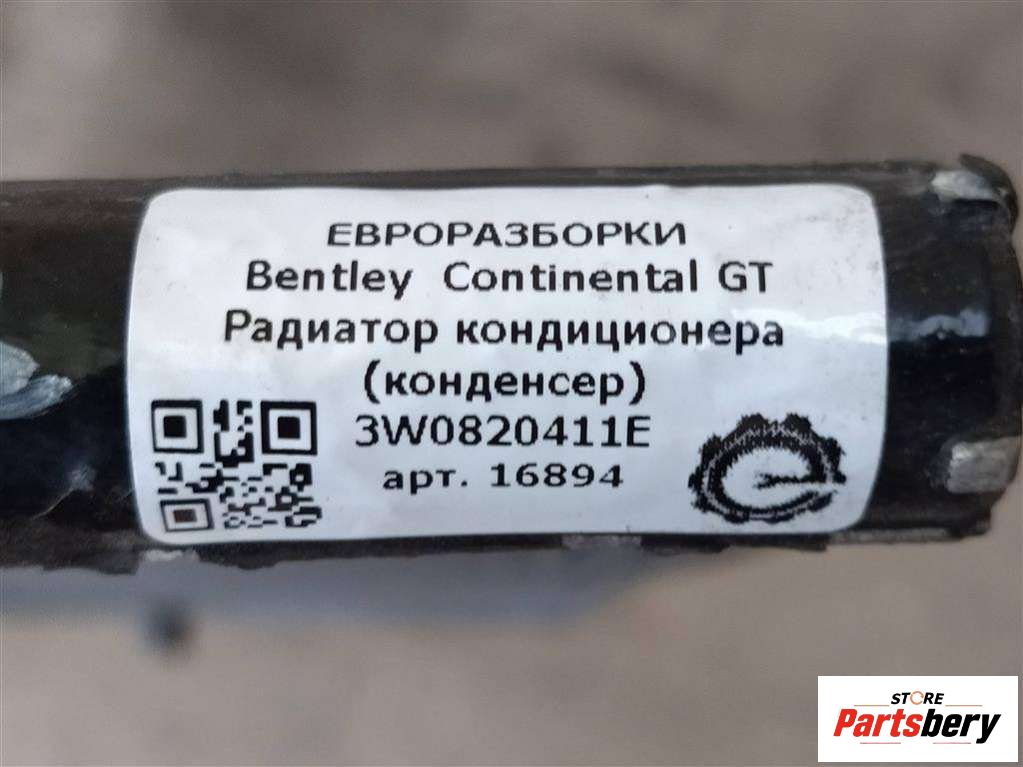 ЕВРОРАЗБОРКИ
Bentley Continental GT
Радиатор кондиционера
(конденсер)
3W0820411E
арт. 16894
STORE
Partsbery